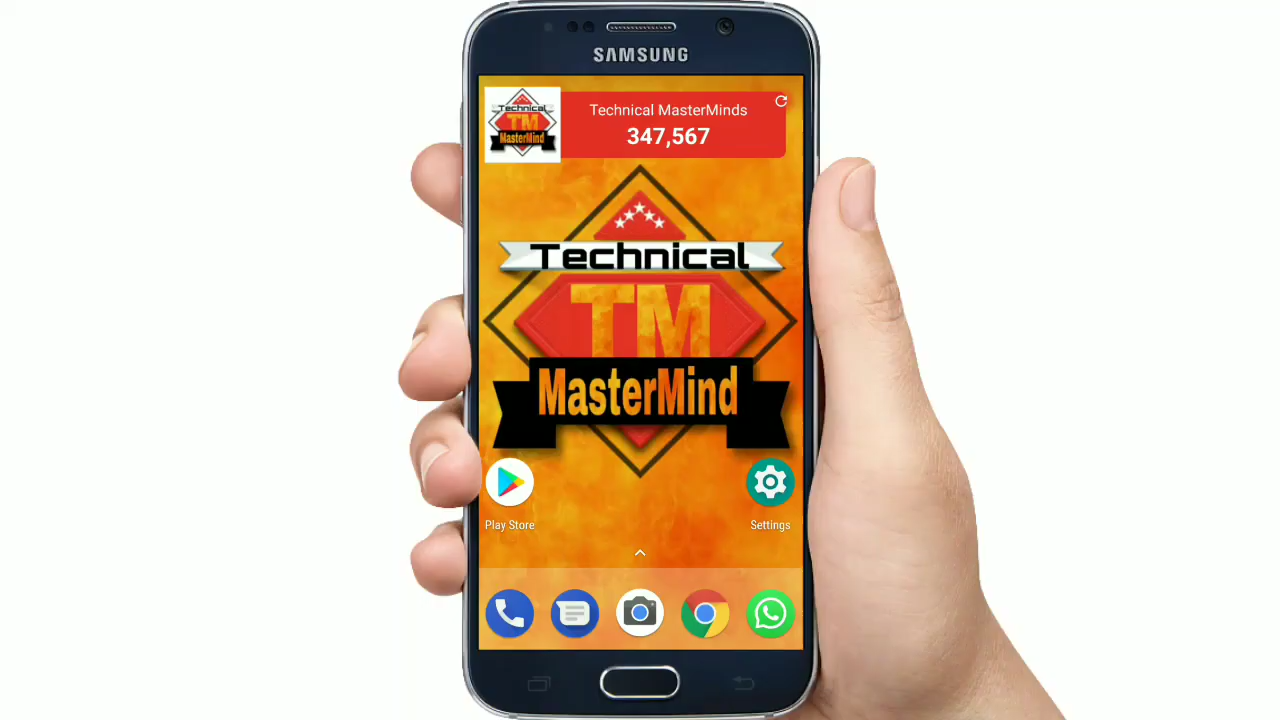 SAMSUNG
Technical
TM
MasterMind
Technical MasterMinds
347,567
Technical
TM
MasterMind
Play Store
Settings